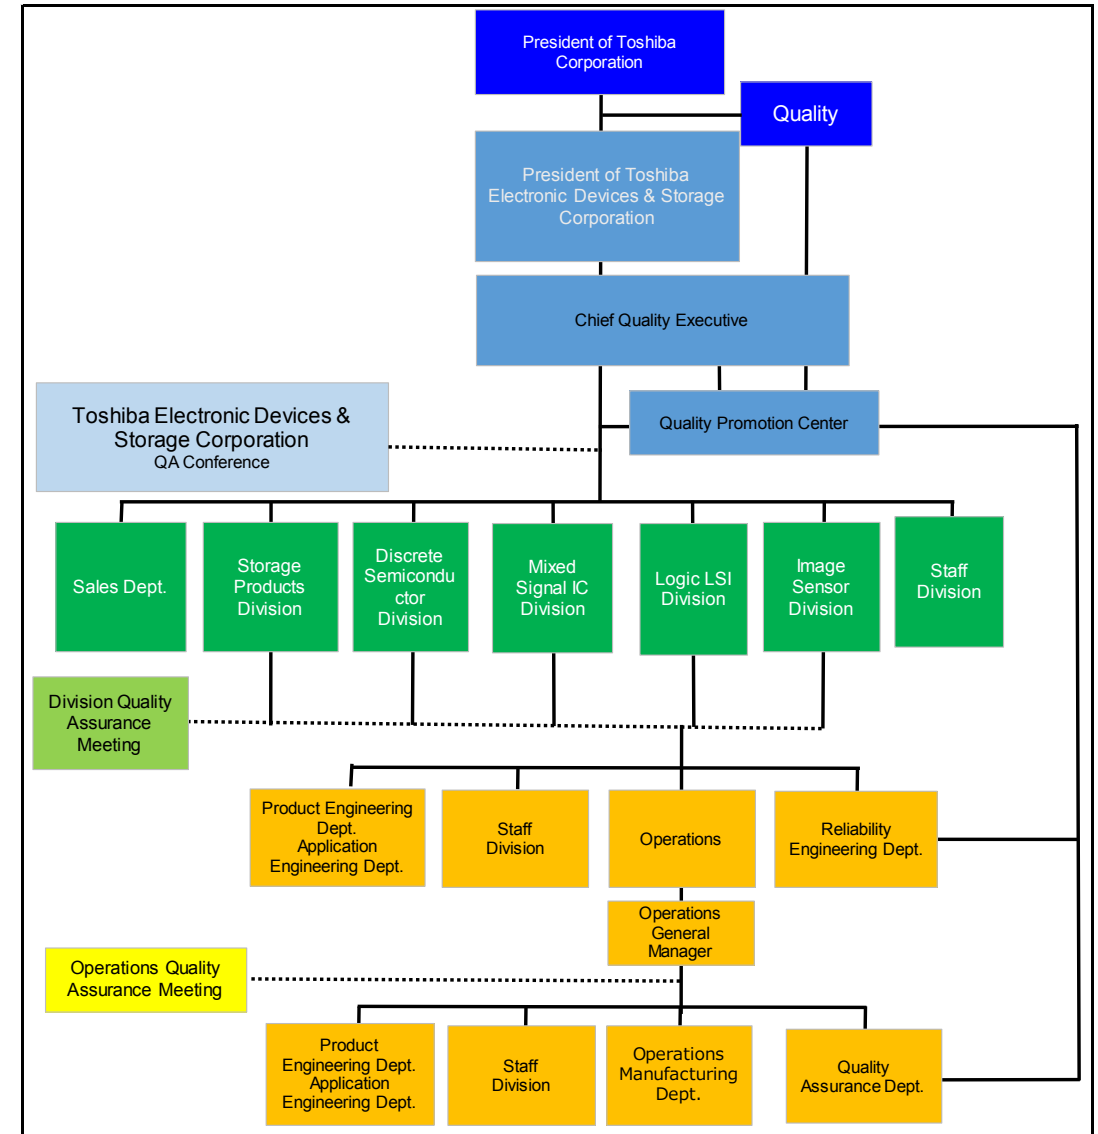 President of Toshiba
Corporation
Quality
President of Toshiba
Electronic Devices & Storage
Corporation
Chief Quality Executive
Toshiba Electronic Devices &
Storage Corporation
QA Conference
Quality Promotion Center
Sales Dept.
Storage
Products
Division
Discrete
Semicondu
ctor
Division
Mixed
Signal IC
Division
Logic LSI
Division
Image
Sensor
Division
Staff
Division
Division Quality
Assurance
Meeting
Product Engineering
Dept.
Application
Engineering Dept.
Staff
Division
Operations
Reliability
Engineering Dept.
Operations
General
Manager
Operations Quality
Assurance Meeting
Product
Engineering Dept.
Application
Engineering Dept.
Staff
Division
Operations
Manufacturing
Dept.
Quality
Assurance Dept.